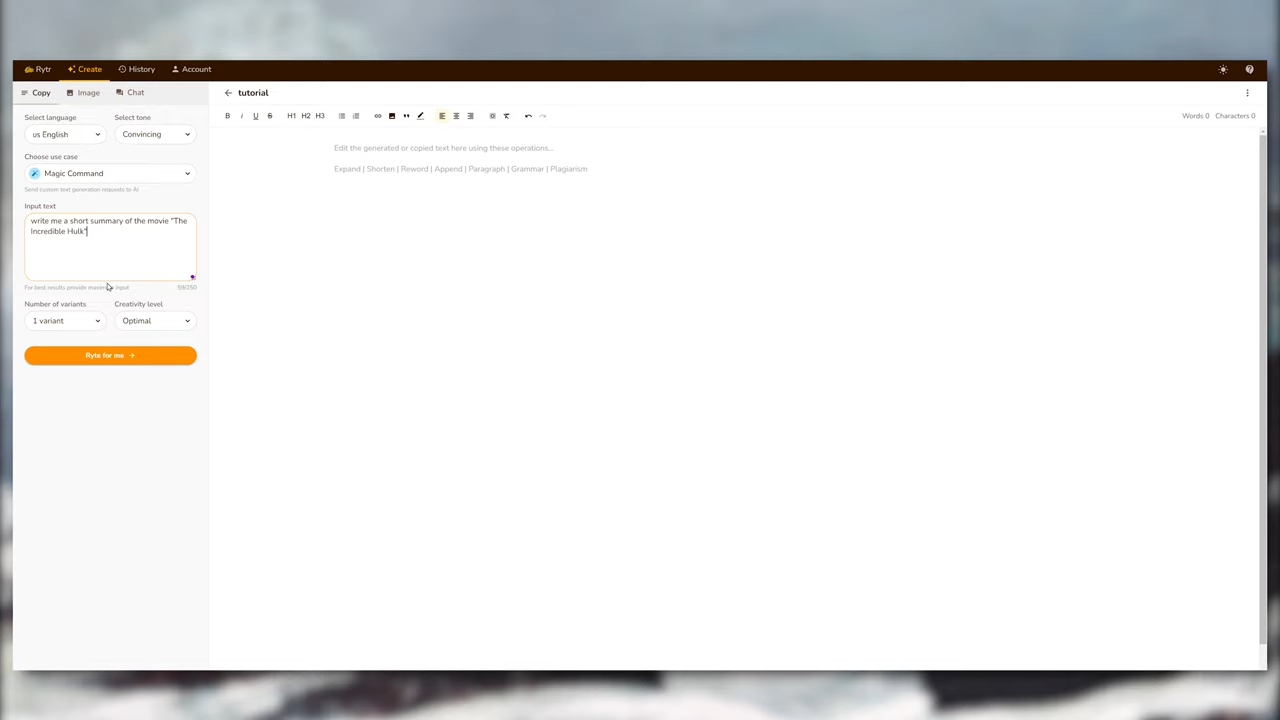 Rytr Create History Account
Copy Image Chat
tutorial
Select language Select tone
us English Convincing
Choose use case
Magic Command
Send custom text generation requests to AI
Input text
write me a short summary of the movie "The
Incredible Hulk"
For best results provide input
Number of variants Creativity level
1 variant Optimal
Ryte for me
B I U S H1 H2 H3
Words 0 Characters 0
Edit the generated or copied text here using these operations...
Expand | Shorten | Reword | Append | Paragraph | Grammar | Plagiarism